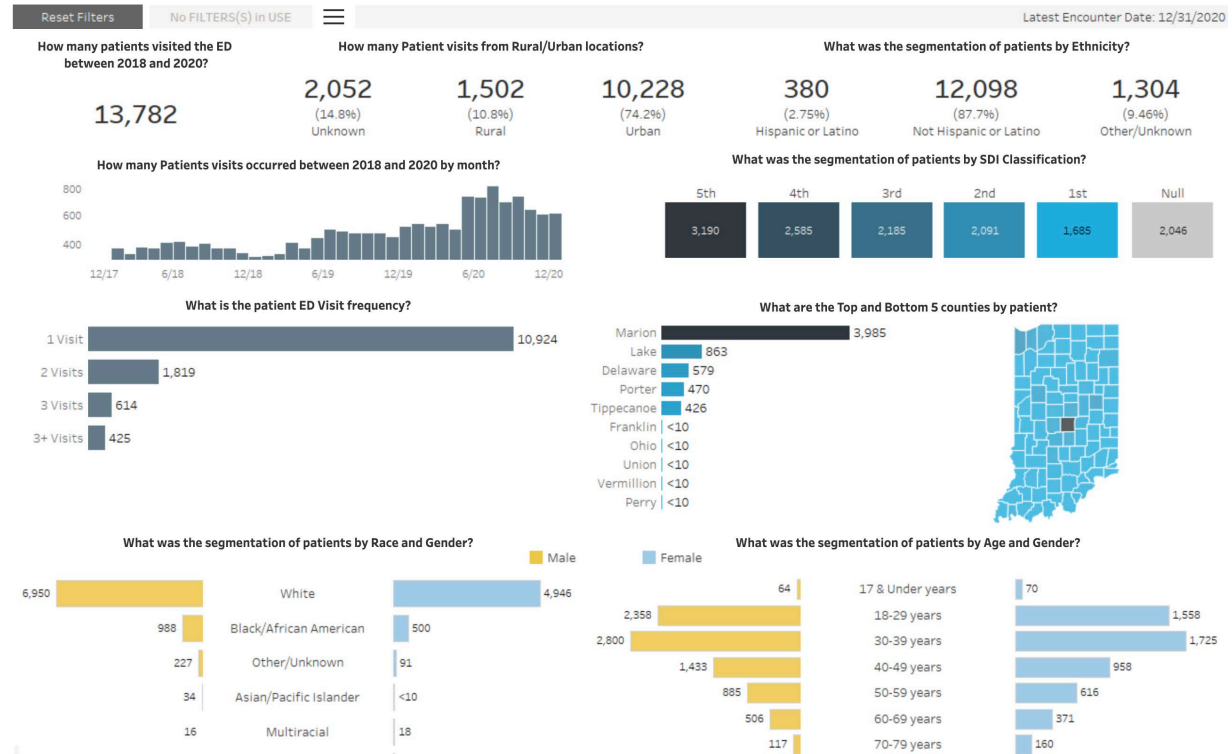 Reset Filters
No FILTERS(S) in USE
Latest Encounter Date: 12/31/2020
How many patients visited the ED
between 2018 and 2020?
13,782
How many Patient visits from Rural/Urban locations?
2,052
(14.8%)
Unknown
1,502
(10.8%)
Rural
10,228
(74.2%)
Urban
What was the segmentation of patients by Ethnicity?
380
(2.75%)
Hispanic or Latino
12,098
(87.7%)
Not Hispanic or Latino
1,304
(9.46%)
Other/Unknown
How many Patients visits occurred between 2018 and 2020 by month?
800
600
400
12/17 6/18 12/18 6/19 12/19 6/20 12/20
What was the segmentation of patients by SDI Classification?
5th 4th 3rd 2nd 1st Null
3,190 2,585 2,185 2,091 1,685 2,046
What is the patient ED Visit frequency?
1 Visit 10,924
2 Visits 1,819
3 Visits 614
3+ Visits 425
What are the Top and Bottom 5 counties by patient?
Marion 3,985
Lake 863
Delaware 579
Porter 470
Tippecanoe 426
Franklin <10
Ohio <10
Union <10
Vermillion <10
Perry <10
What was the segmentation of patients by Race and Gender?
Male
Female
6,950 White 4,946
988 Black/African American 500
227 Other/Unknown 91
34 Asian/Pacific Islander <10
16 Multiracial 18
What was the segmentation of patients by Age and Gender?
64 17 & Under years 70
2,358 18-29 years 1,558
2,800 30-39 years 1,725
1,433 40-49 years 958
885 50-59 years 616
506 60-69 years 371
117 70-79 years 160